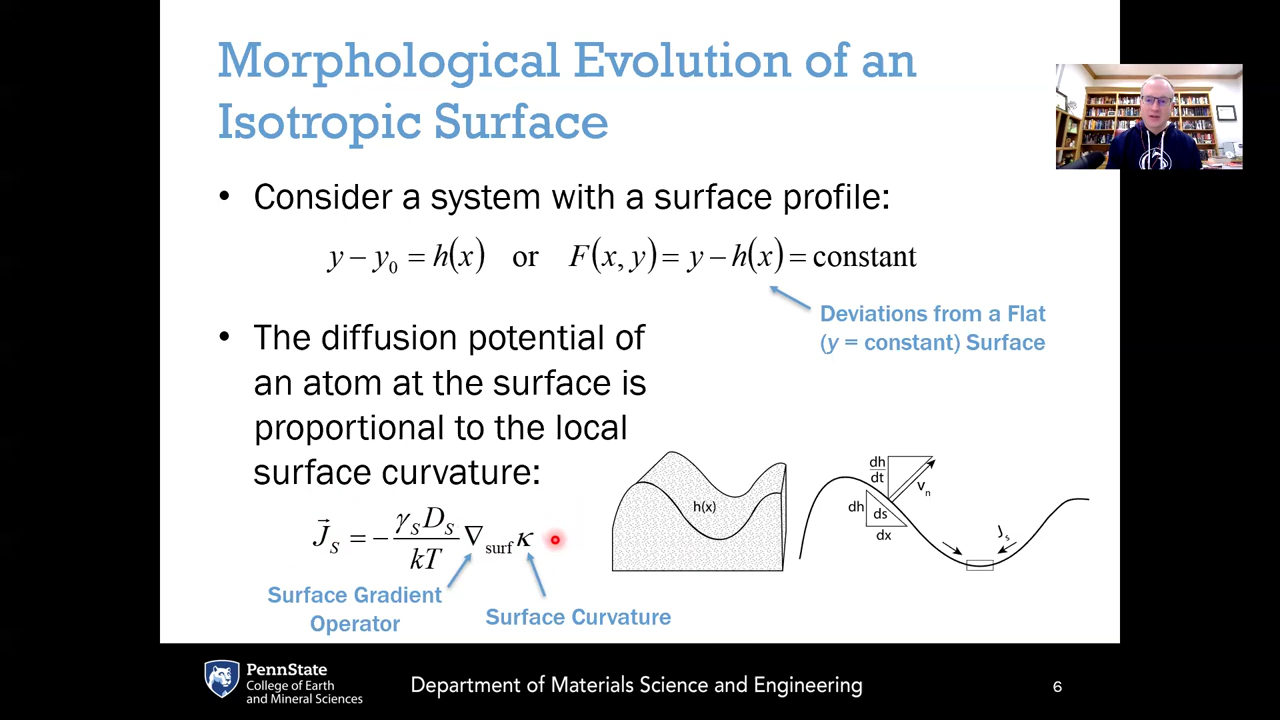 Morphological Evolution of an
Isotropic Surface
• Consider a system with a surface profile:
y − y₀ = h(x) or F(x, y) = y − h(x) = constant
Deviations from a Flat
(y = constant) Surface
• The diffusion potential of
an atom at the surface is
proportional to the local
surface curvature:
J⃗_S = − (γ_S D_S / kT) ∇_surf κ
Surface Gradient
Operator
Surface Curvature
h(x)
dh
dt
v_n
dh
ds
dx
J_s
PennState
College of Earth
and Mineral Sciences
Department of Materials Science and Engineering
6